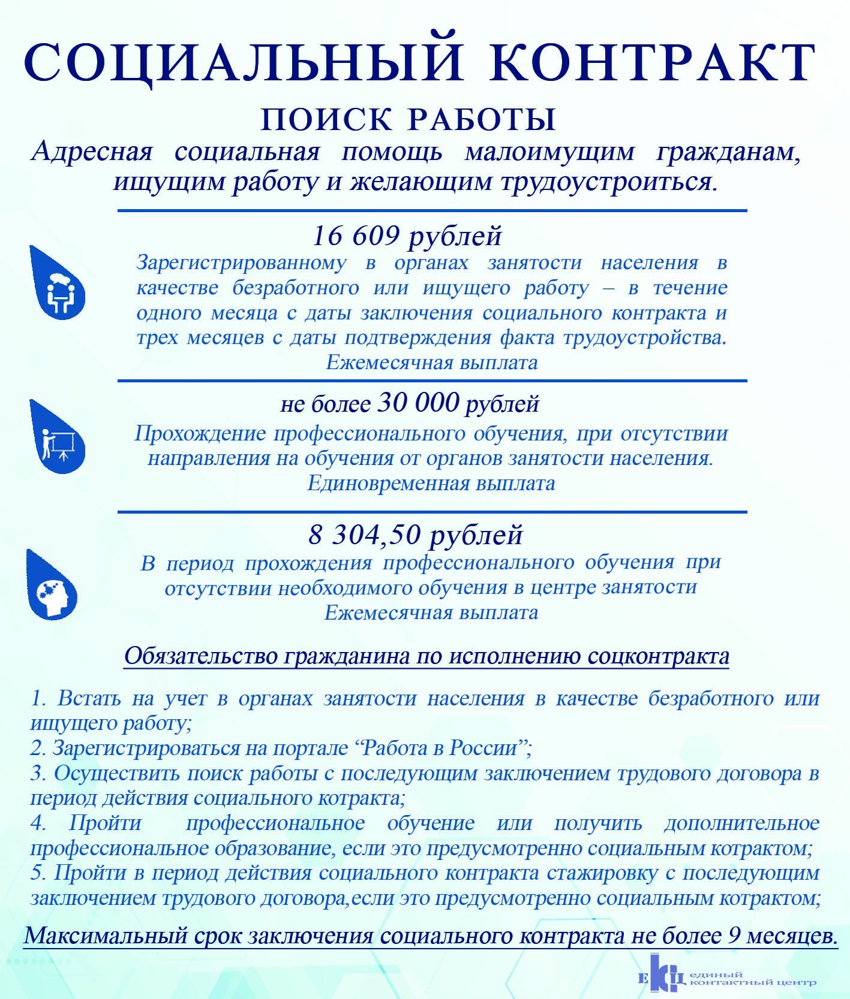 СОЦИАЛЬНЫЙ КОНТРАКТ
ПОИСК РАБОТЫ
Адресная социальная помощь малоимущим гражданам,
ищущим работу и желающим трудоустроиться.
16 609 рублей
Зарегистрированному в органах занятости населения в
качестве безработного или ищущего работу – в течение
одного месяца с даты заключения социального контракта и
трех месяцев с даты подтверждения факта трудоустройства.
Ежемесячная выплата
не более 30 000 рублей
Прохождение профессионального обучения, при отсутствии
направления на обучения от органов занятости населения.
Единовременная выплата
8 304,50 рублей
В период прохождения профессионального обучения при
отсутствии необходимого обучения в центре занятости
Ежемесячная выплата
Обязательство гражданина по исполнению соцконтракта
1. Встать на учет в органах занятости населения в качестве безработного или
ищущего работу;
2. Зарегистрироваться на портале “Работа в России”;
3. Осуществить поиск работы с последующим заключением трудового договора в
период действия социального котракта;
4. Пройти профессиональное обучение или получить дополнительное
профессиональное образование, если это предусмотренно социальным котрактом;
5. Пройти в период действия социального контракта стажировку с последующим
заключением трудового договора,если это предусмотренно социальным котрактом;
Максимальный срок заключения социального контракта не более 9 месяцев.
ЕКЦ единый
контактный центр